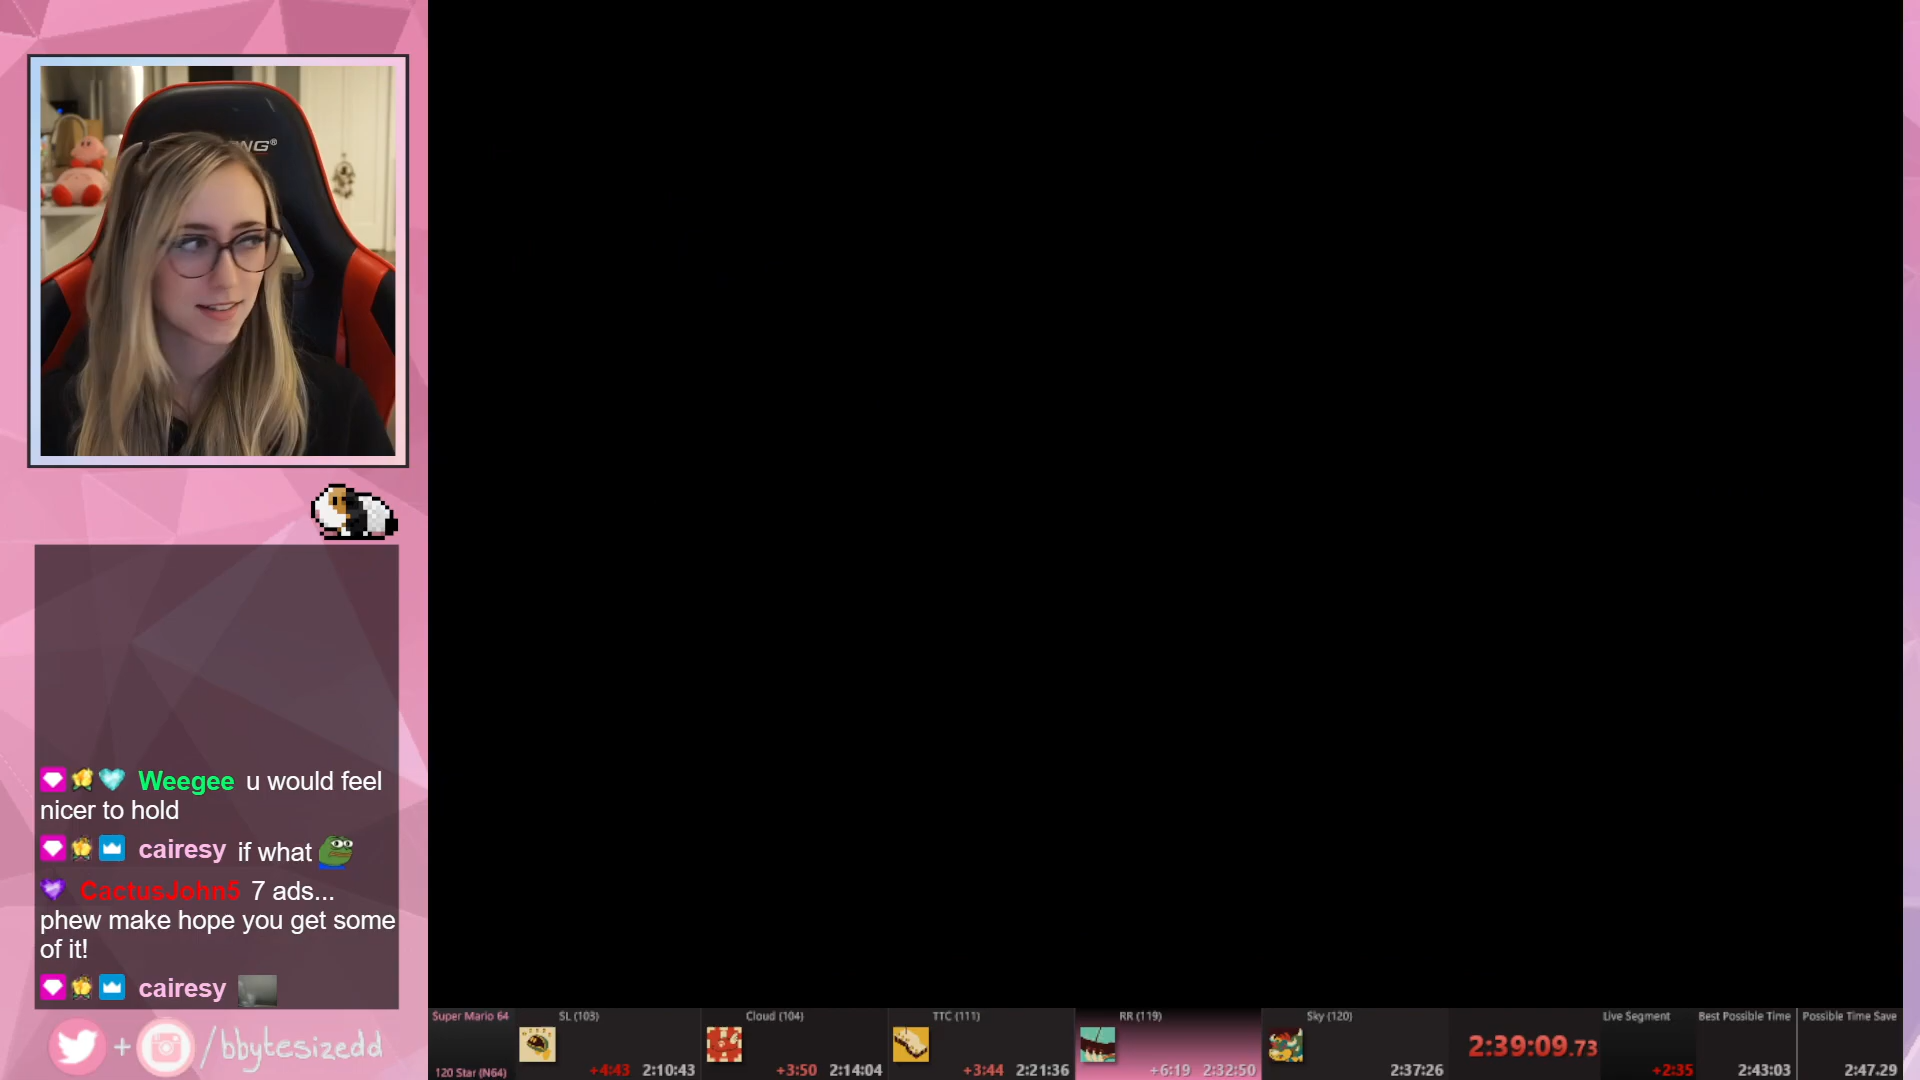 WNG®
Weegee u would feel
nicer to hold
cairesy if what
CactusJohn5 7 ads...
phew make hope you get some
of it!
cairesy
+ /bbytesizedd
Super Mario 64
120 Star (N64)
SL (103)
+4:43 2:10:43
Cloud (104)
+3:50 2:14:04
TTC (111)
+3:44 2:21:36
RR (119)
+6:19 2:32:50
Sky (120)
2:37:26
2:39:09.73
Live Segment
+2:35
Best Possible Time
2:43:03
Possible Time Save
2:47.29